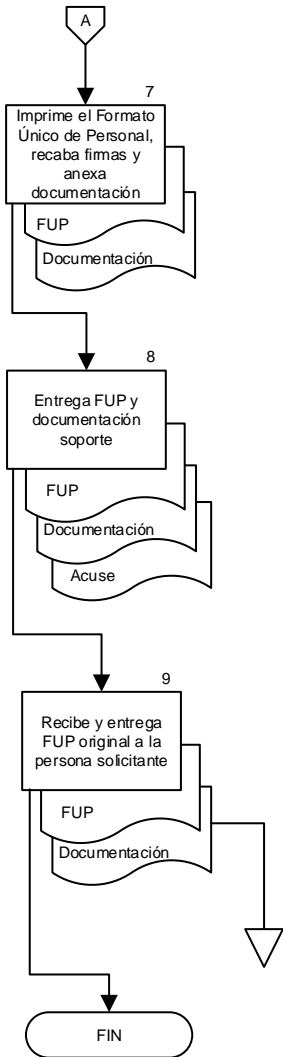 A
7
Imprime el Formato
Único de Personal,
recaba firmas y
anexa
documentación
FUP
Documentación
8
Entrega FUP y
documentación
soporte
FUP
Documentación
Acuse
9
Recibe y entrega
FUP original a la
persona solicitante
FUP
Documentación
FIN